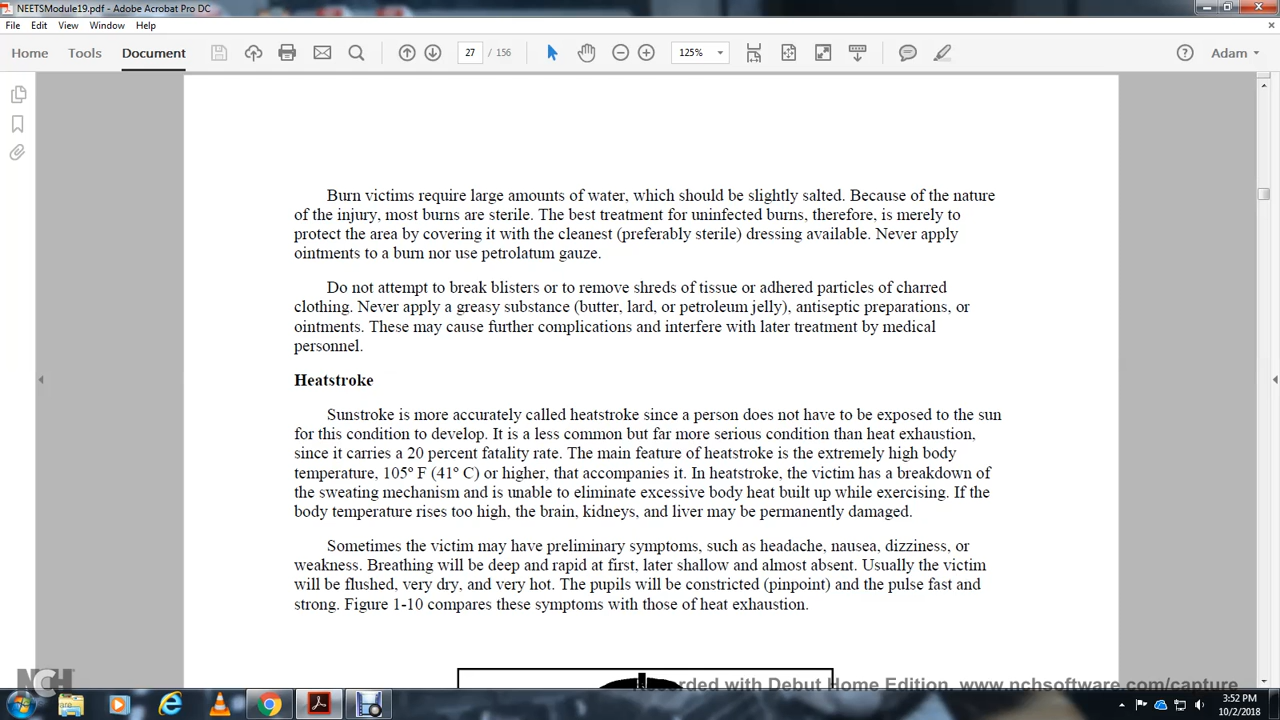 NEETSModule19.pdf - Adobe Acrobat Pro DC
File Edit View Window Help
Home Tools Document 27 / 156 125% Adam
Burn victims require large amounts of water, which should be slightly salted. Because of the nature
of the injury, most burns are sterile. The best treatment for uninfected burns, therefore, is merely to
protect the area by covering it with the cleanest (preferably sterile) dressing available. Never apply
ointments to a burn nor use petrolatum gauze.
Do not attempt to break blisters or to remove shreds of tissue or adhered particles of charred
clothing. Never apply a greasy substance (butter, lard, or petroleum jelly), antiseptic preparations, or
ointments. These may cause further complications and interfere with later treatment by medical
personnel.
Heatstroke
Sunstroke is more accurately called heatstroke since a person does not have to be exposed to the sun
for this condition to develop. It is a less common but far more serious condition than heat exhaustion,
since it carries a 20 percent fatality rate. The main feature of heatstroke is the extremely high body
temperature, 105º F (41º C) or higher, that accompanies it. In heatstroke, the victim has a breakdown of
the sweating mechanism and is unable to eliminate excessive body heat built up while exercising. If the
body temperature rises too high, the brain, kidneys, and liver may be permanently damaged.
Sometimes the victim may have preliminary symptoms, such as headache, nausea, dizziness, or
weakness. Breathing will be deep and rapid at first, later shallow and almost absent. Usually the victim
will be flushed, very dry, and very hot. The pupils will be constricted (pinpoint) and the pulse fast and
strong. Figure 1-10 compares these symptoms with those of heat exhaustion.
NCH
Recorded with Debut Home Edition. www.nchsoftware.com/capture
3:52 PM
10/2/2018